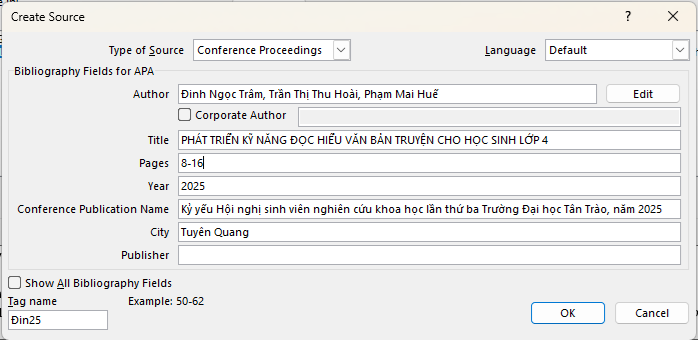 Create Source
?
Type of Source Conference Proceedings Language Default
Bibliography Fields for APA
Author Đinh Ngọc Trâm, Trần Thị Thu Hoài, Phạm Mai Huế Edit
Corporate Author
Title PHÁT TRIỂN KỸ NĂNG ĐỌC HIỂU VĂN BẢN TRUYỆN CHO HỌC SINH LỚP 4
Pages 8-16
Year 2025
Conference Publication Name Kỷ yếu Hội nghị sinh viên nghiên cứu khoa học lần thứ ba Trường Đại học Tân Trào, năm 2025
City Tuyên Quang
Publisher
Show All Bibliography Fields
Tag name Example: 50-62
Đin25
OK Cancel